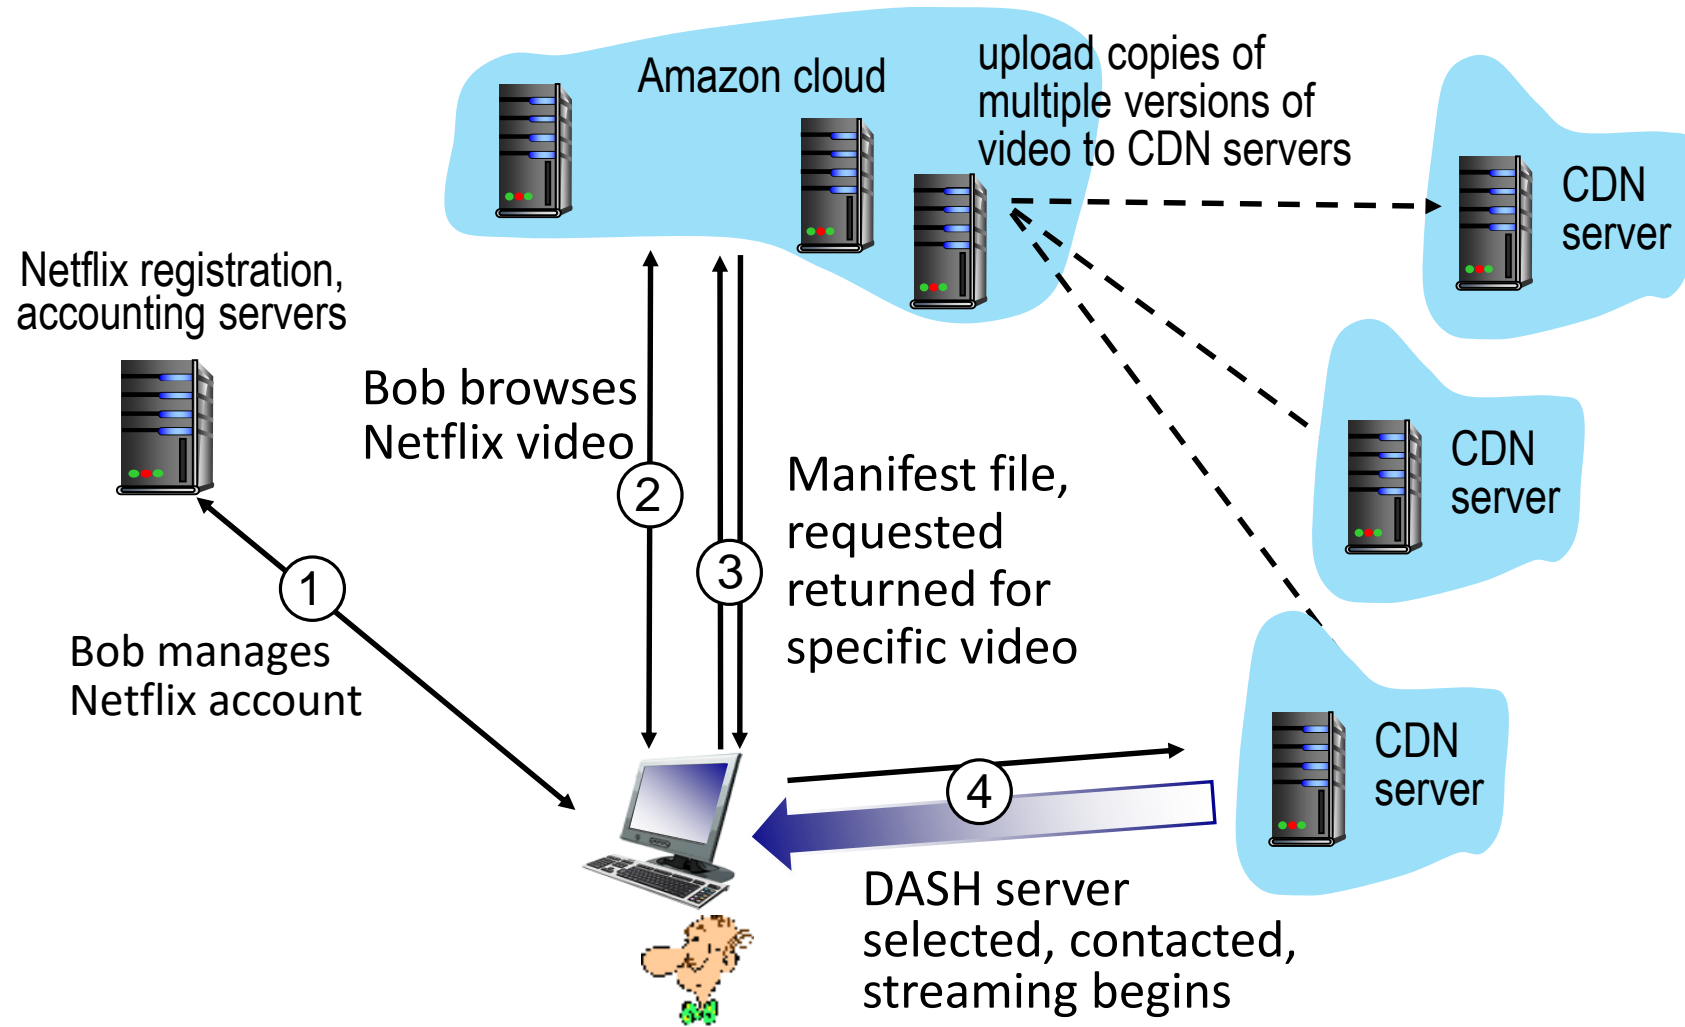 Amazon cloud
upload copies of
multiple versions of
video to CDN servers
CDN
server
Netflix registration,
accounting servers
Bob browses
Netflix video
2
CDN
server
Manifest file,
requested
returned for
specific video
3
1
Bob manages
Netflix account
CDN
server
4
DASH server
selected, contacted,
streaming begins